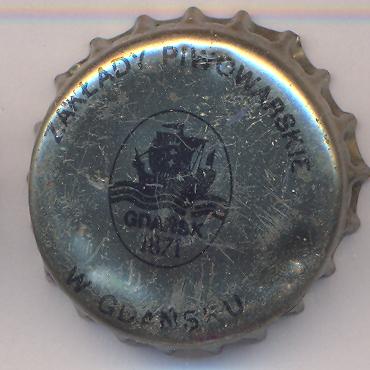 ZAKŁADY PIWOWARSKIE
GDAŃSK
1871
W GDAŃSKU